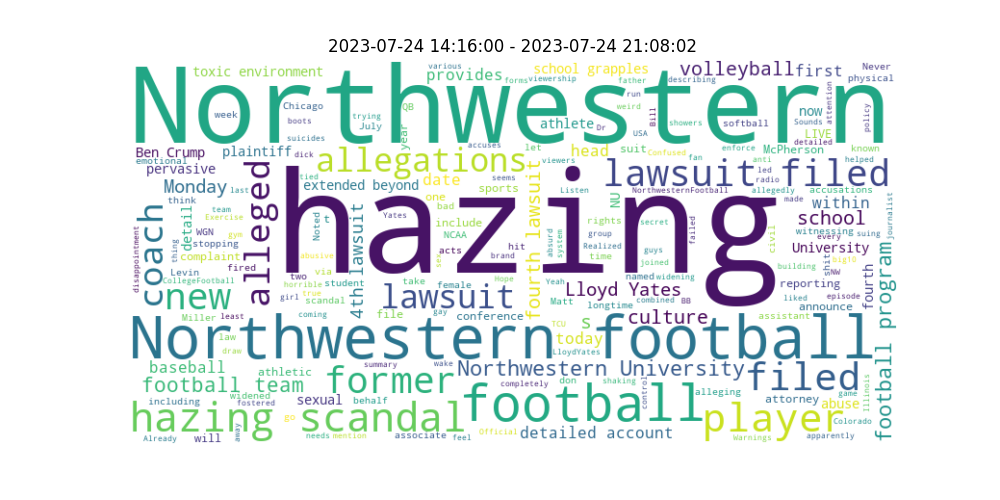 2023-07-24 14:16:00 - 2023-07-24 21:08:02
Northwestern
hazing
Northwestern football
lawsuit filed
hazing scandal
football
player
former
filed
allegations
alleged
coach
new
lawsuit
football program
fourth lawsuit
4th lawsuit
Northwestern University
football team
Lloyd Yates
culture
school
University
within
volleyball
first
school grapples
toxic environment
provides
viewership
forms
various
father
describing
Never
physical
run
weird
Bill
attention
policy
Chicago
boots
week
QB
trying
July
year
athlete
Dr
USA
showers
softball
now
Sounds
LIVE
detailed
known
Ben Crump
plaintiff
suicides
dick
accuses
let
head
suit
Confused
fan
enforce
McPherson
pervasive
emotional
tied
seems
viewers
anti
led
radio
helped
Monday
last
extended beyond
date
sports
Listen
NU
NorthwesternFootball
allegedly
made
accusations
think
team
Exercise
gym
Noted
t
Yates
one
bad
include
NCAA
rights
group
secret
failed
civil
witnessing
every
suing
journalist
WGN
detail
stopping
complaint
thing
disappointment
abusive
acts
brand
hit
absurd
system
Realized
time
guys
joined
shit
big10
Levin
fired
CollegeFootball
horrible
true
two
girl
via
student
scandal
take
sex
female
Hope
gay
Yeah
Matt
named
widening
longtime
combined
BB
building
NW
reporting
liked
episode
announce
fourth
Miller
least
coming
file
conference
s
assistant
law
draw
TCU
today
LloydYates
baseball
athletic
summary
wake
widened
fostered
including
sexual
behalf
completely
don
shaking
control
alleging
attorney
game
abuse
Illinois
Colorado
Already
will
away
go
needs
mention
associate
feel
Official
detailed account
Warnings
apparently